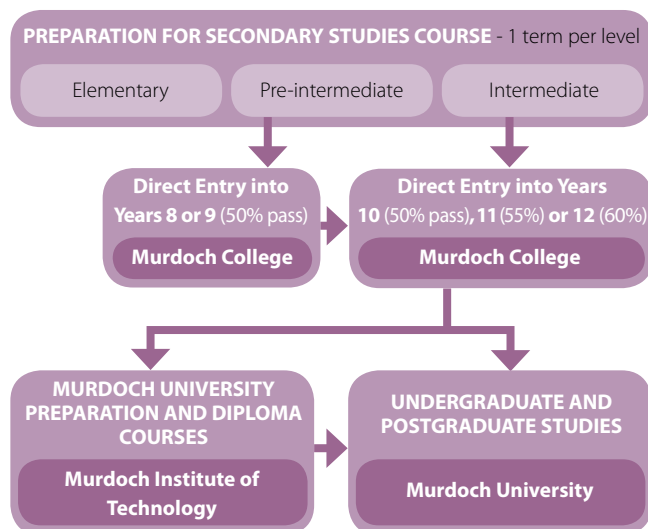 PREPARATION FOR SECONDARY STUDIES COURSE - 1 term per level
Elementary
Pre-intermediate
Intermediate
Direct Entry into
Years 8 or 9 (50% pass)
Murdoch College
Direct Entry into Years
10 (50% pass), 11 (55%) or 12 (60%)
Murdoch College
MURDOCH UNIVERSITY
PREPARATION AND DIPLOMA
COURSES
Murdoch Institute of
Technology
UNDERGRADUATE AND
POSTGRADUATE STUDIES
Murdoch University